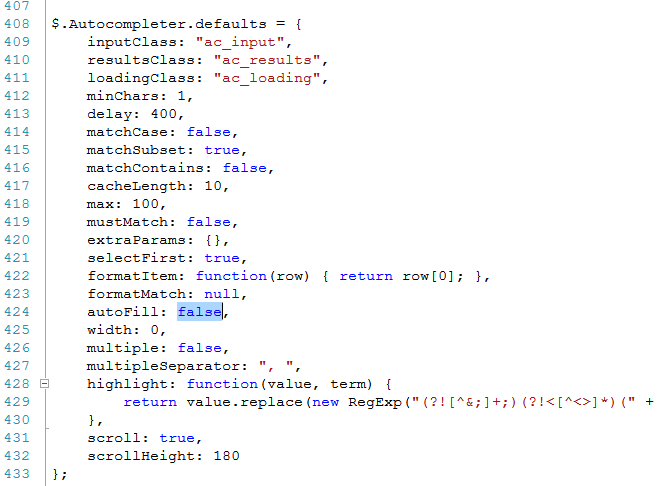 407
408 $.Autocompleter.defaults = {
409 inputClass: "ac_input",
410 resultsClass: "ac_results",
411 loadingClass: "ac_loading",
412 minChars: 1,
413 delay: 400,
414 matchCase: false,
415 matchSubset: true,
416 matchContains: false,
417 cacheLength: 10,
418 max: 100,
419 mustMatch: false,
420 extraParams: {},
421 selectFirst: true,
422 formatItem: function(row) { return row[0]; },
423 formatMatch: null,
424 autoFill: false,
425 width: 0,
426 multiple: false,
427 multipleSeparator: ", ",
428 highlight: function(value, term) {
429 return value.replace(new RegExp("(?![^&;]+;)(?!<[^<>]*)(" +
430 },
431 scroll: true,
432 scrollHeight: 180
433 };